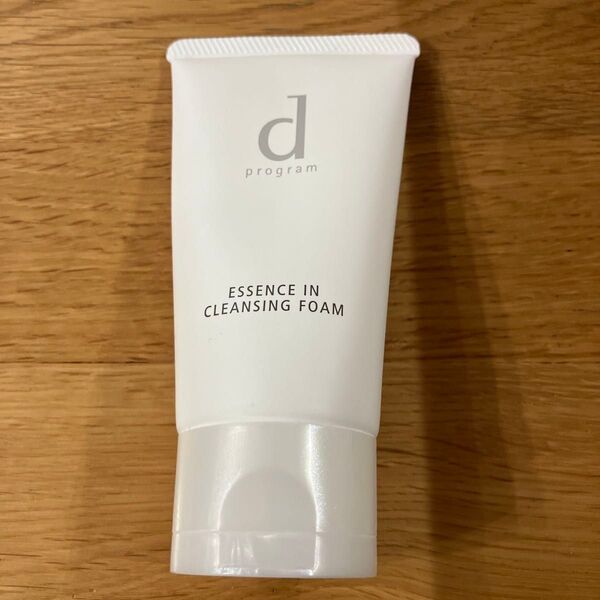 d
program
ESSENCE IN
CLEANSING FOAM